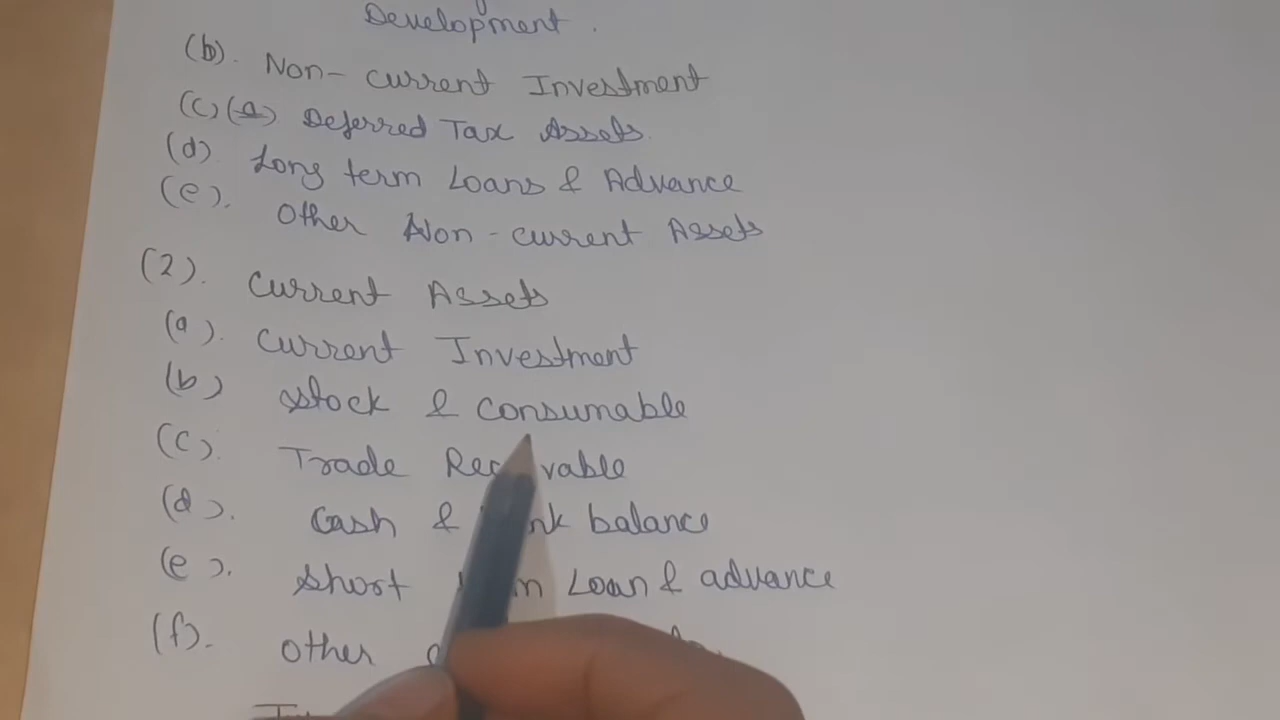 Development.
(b). Non-current Investment
(c) Deferred Tax Assets.
(d). Long term Loans & Advance
(e). Other Non-current Assets
(2). Current Assets
(a). Current Investment
(b) Stock & Consumable
(c). Trade
(d). Cash & balance
(e). Short Loan & advance
(f). Other